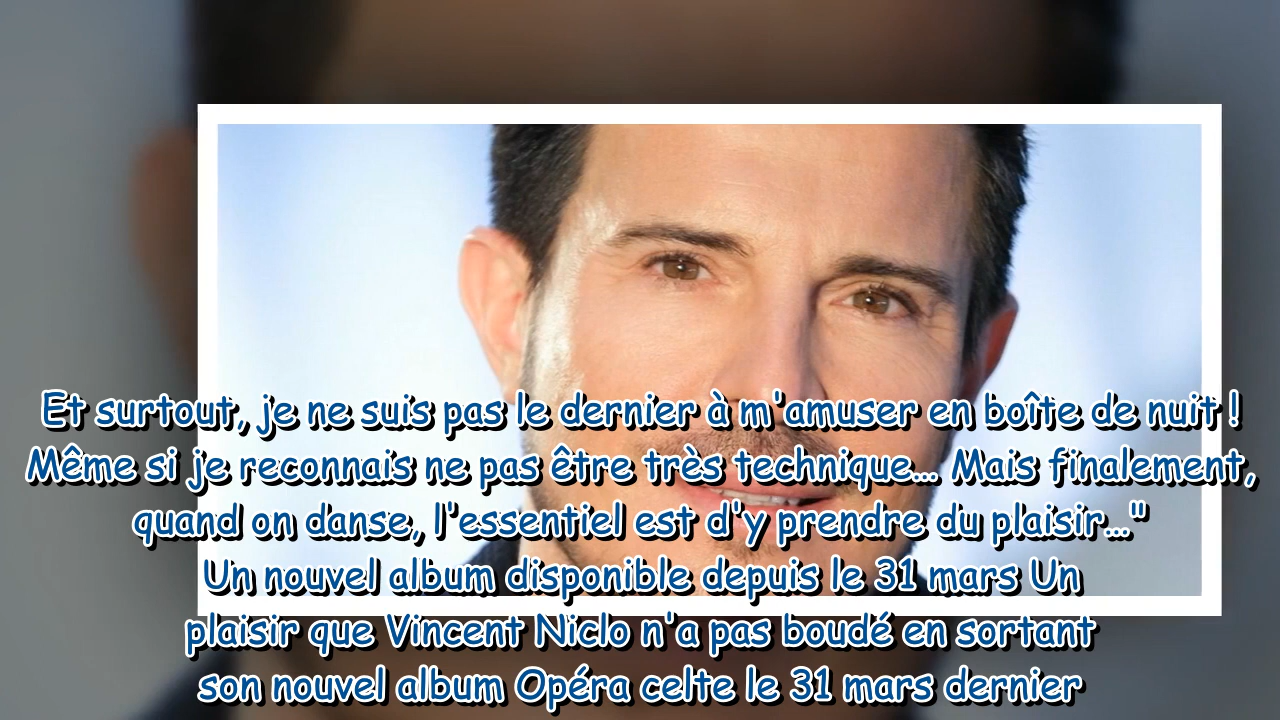 Et surtout, je ne suis pas le dernier à m'amuser en boîte de nuit !
Même si je reconnais ne pas être très technique... Mais finalement,
quand on danse, l'essentiel est d'y prendre du plaisir..."
Un nouvel album disponible depuis le 31 mars Un
plaisir que Vincent Niclo n'a pas boudé en sortant
son nouvel album Opéra celte le 31 mars dernier